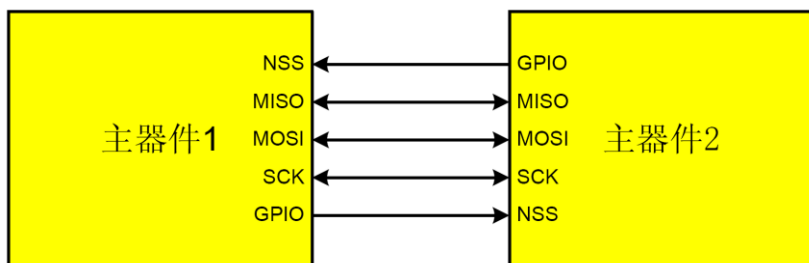 NSS GPIO
MISO MISO
主器件1 MOSI MOSI 主器件2
SCK SCK
GPIO NSS